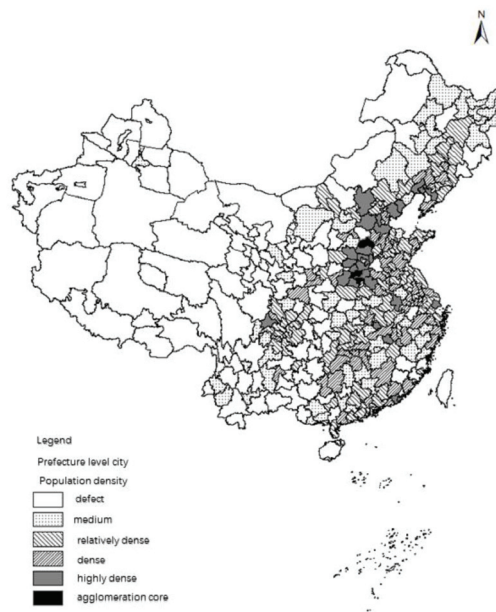 N
Legend
Prefecture level city
Population density
defect
medium
relatively dense
dense
highly dense
agglomeration core